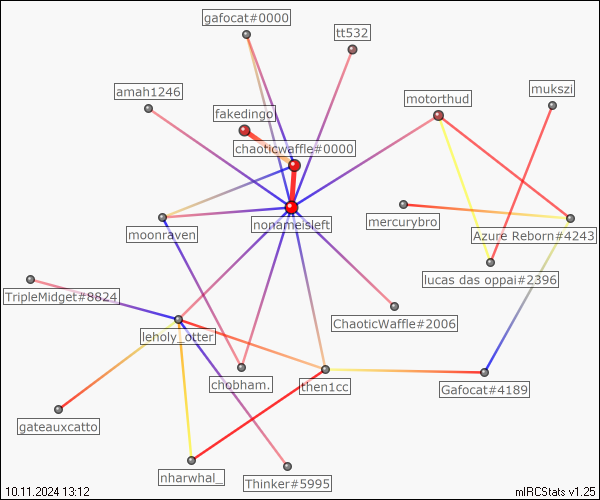 gafocat#0000
tt532
mukszi
amah1246
motorthud
fakedingo
chaoticwaffle#0000
mercurybro
nonameisleft
moonraven
Azure Reborn#4243
lucas das oppai#2396
TripleMidget#8824
ChaoticWaffle#2006
leholy_otter
chobham.
then1cc
Gafocat#4189
gateauxcatto
nharwhal_
Thinker#5995
10.11.2024 13:12
mIRCStats v1.25